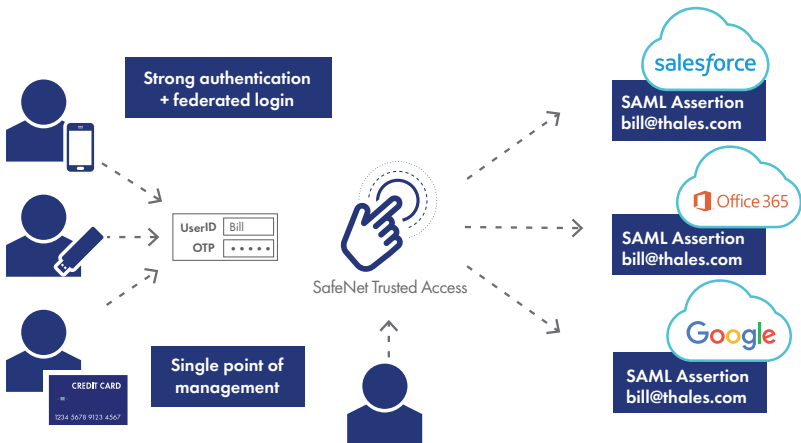 Strong authentication
+ federated login
salesforce
SAML Assertion
bill@thales.com
UserID Bill
OTP •••••
SafeNet Trusted Access
Office 365
SAML Assertion
bill@thales.com
Single point of
management
CREDIT CARD
1234 5678 9123 4567
Google
SAML Assertion
bill@thales.com